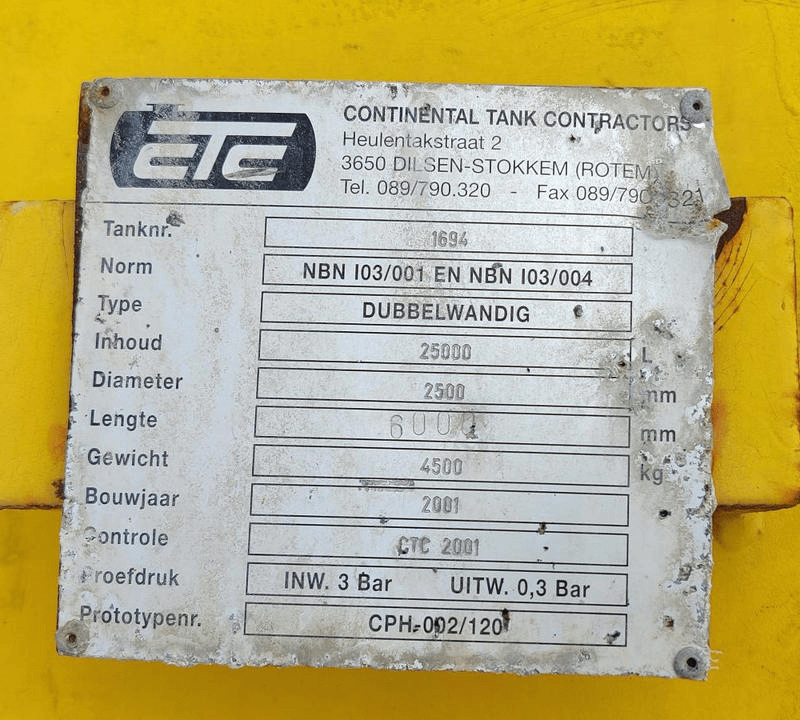 CTC
CONTINENTAL TANK CONTRACTORS
Heulentakstraat 2
3650 DILSEN-STOKKEM (ROTEM)
Tel. 089/790.320 - Fax 089/790.321
Tanknr. 1694
Norm NBN I03/001 EN NBN I03/004
Type DUBBELWANDIG
Inhoud 25000 L
Diameter 2500 mm
Lengte 6000 mm
Gewicht 4500 kg
Bouwjaar 2001
Controle CTC 2001
Proefdruk INW. 3 Bar UITW. 0,3 Bar
Prototypenr. CPH-002/120